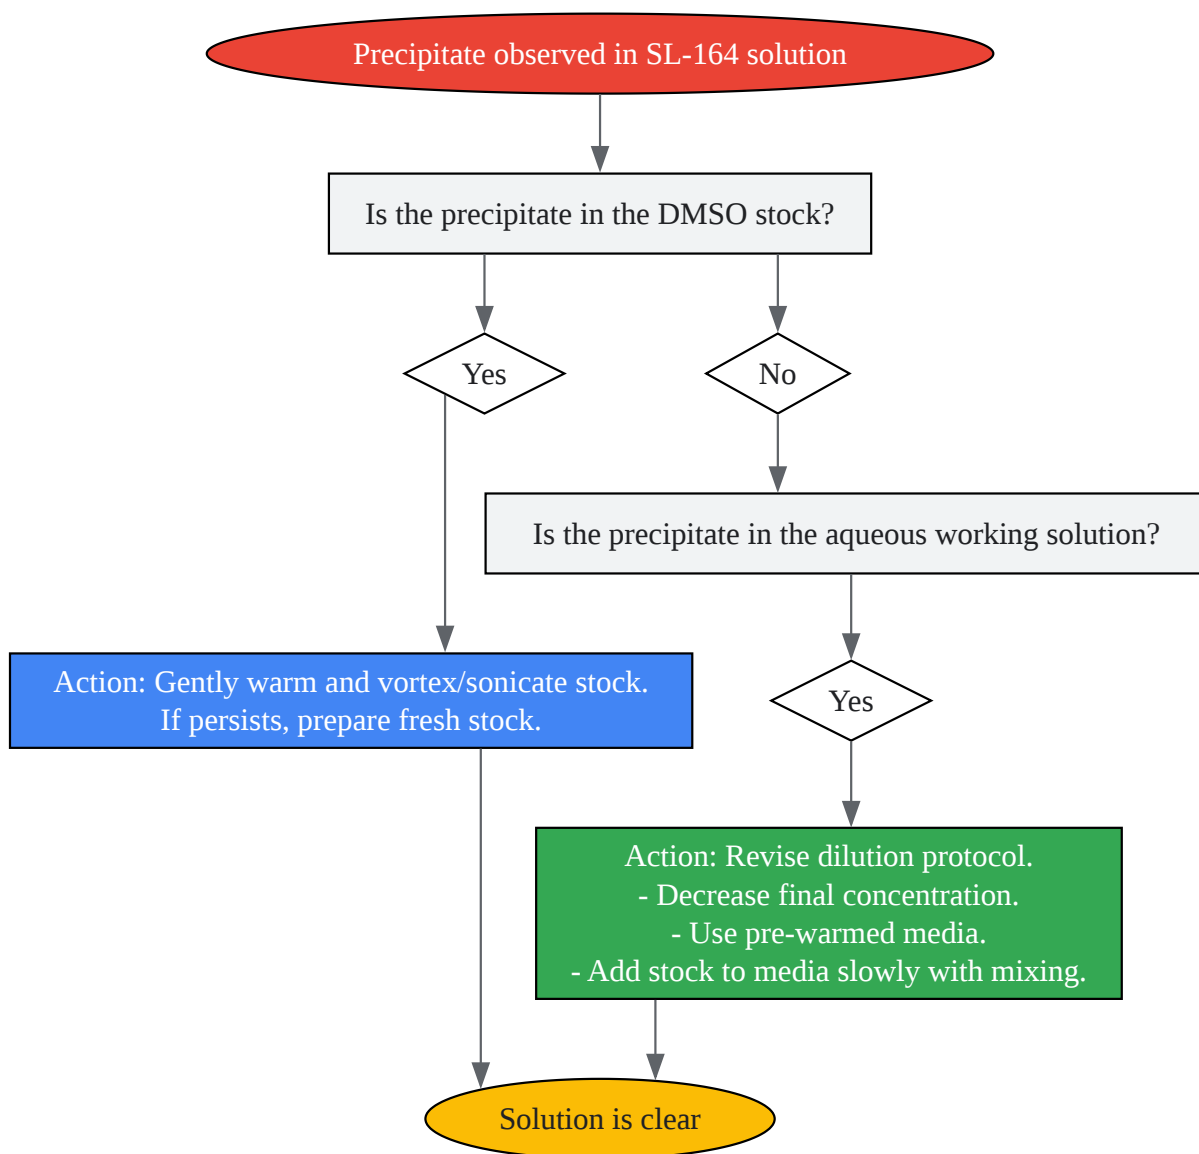 Precipitate observed in SL-164 solution
Is the precipitate in the DMSO stock?
Yes
No
Is the precipitate in the aqueous working solution?
Action: Gently warm and vortex/sonicate stock.
If persists, prepare fresh stock.
Yes
Action: Revise dilution protocol.
- Decrease final concentration.
- Use pre-warmed media.
- Add stock to media slowly with mixing.
Solution is clear